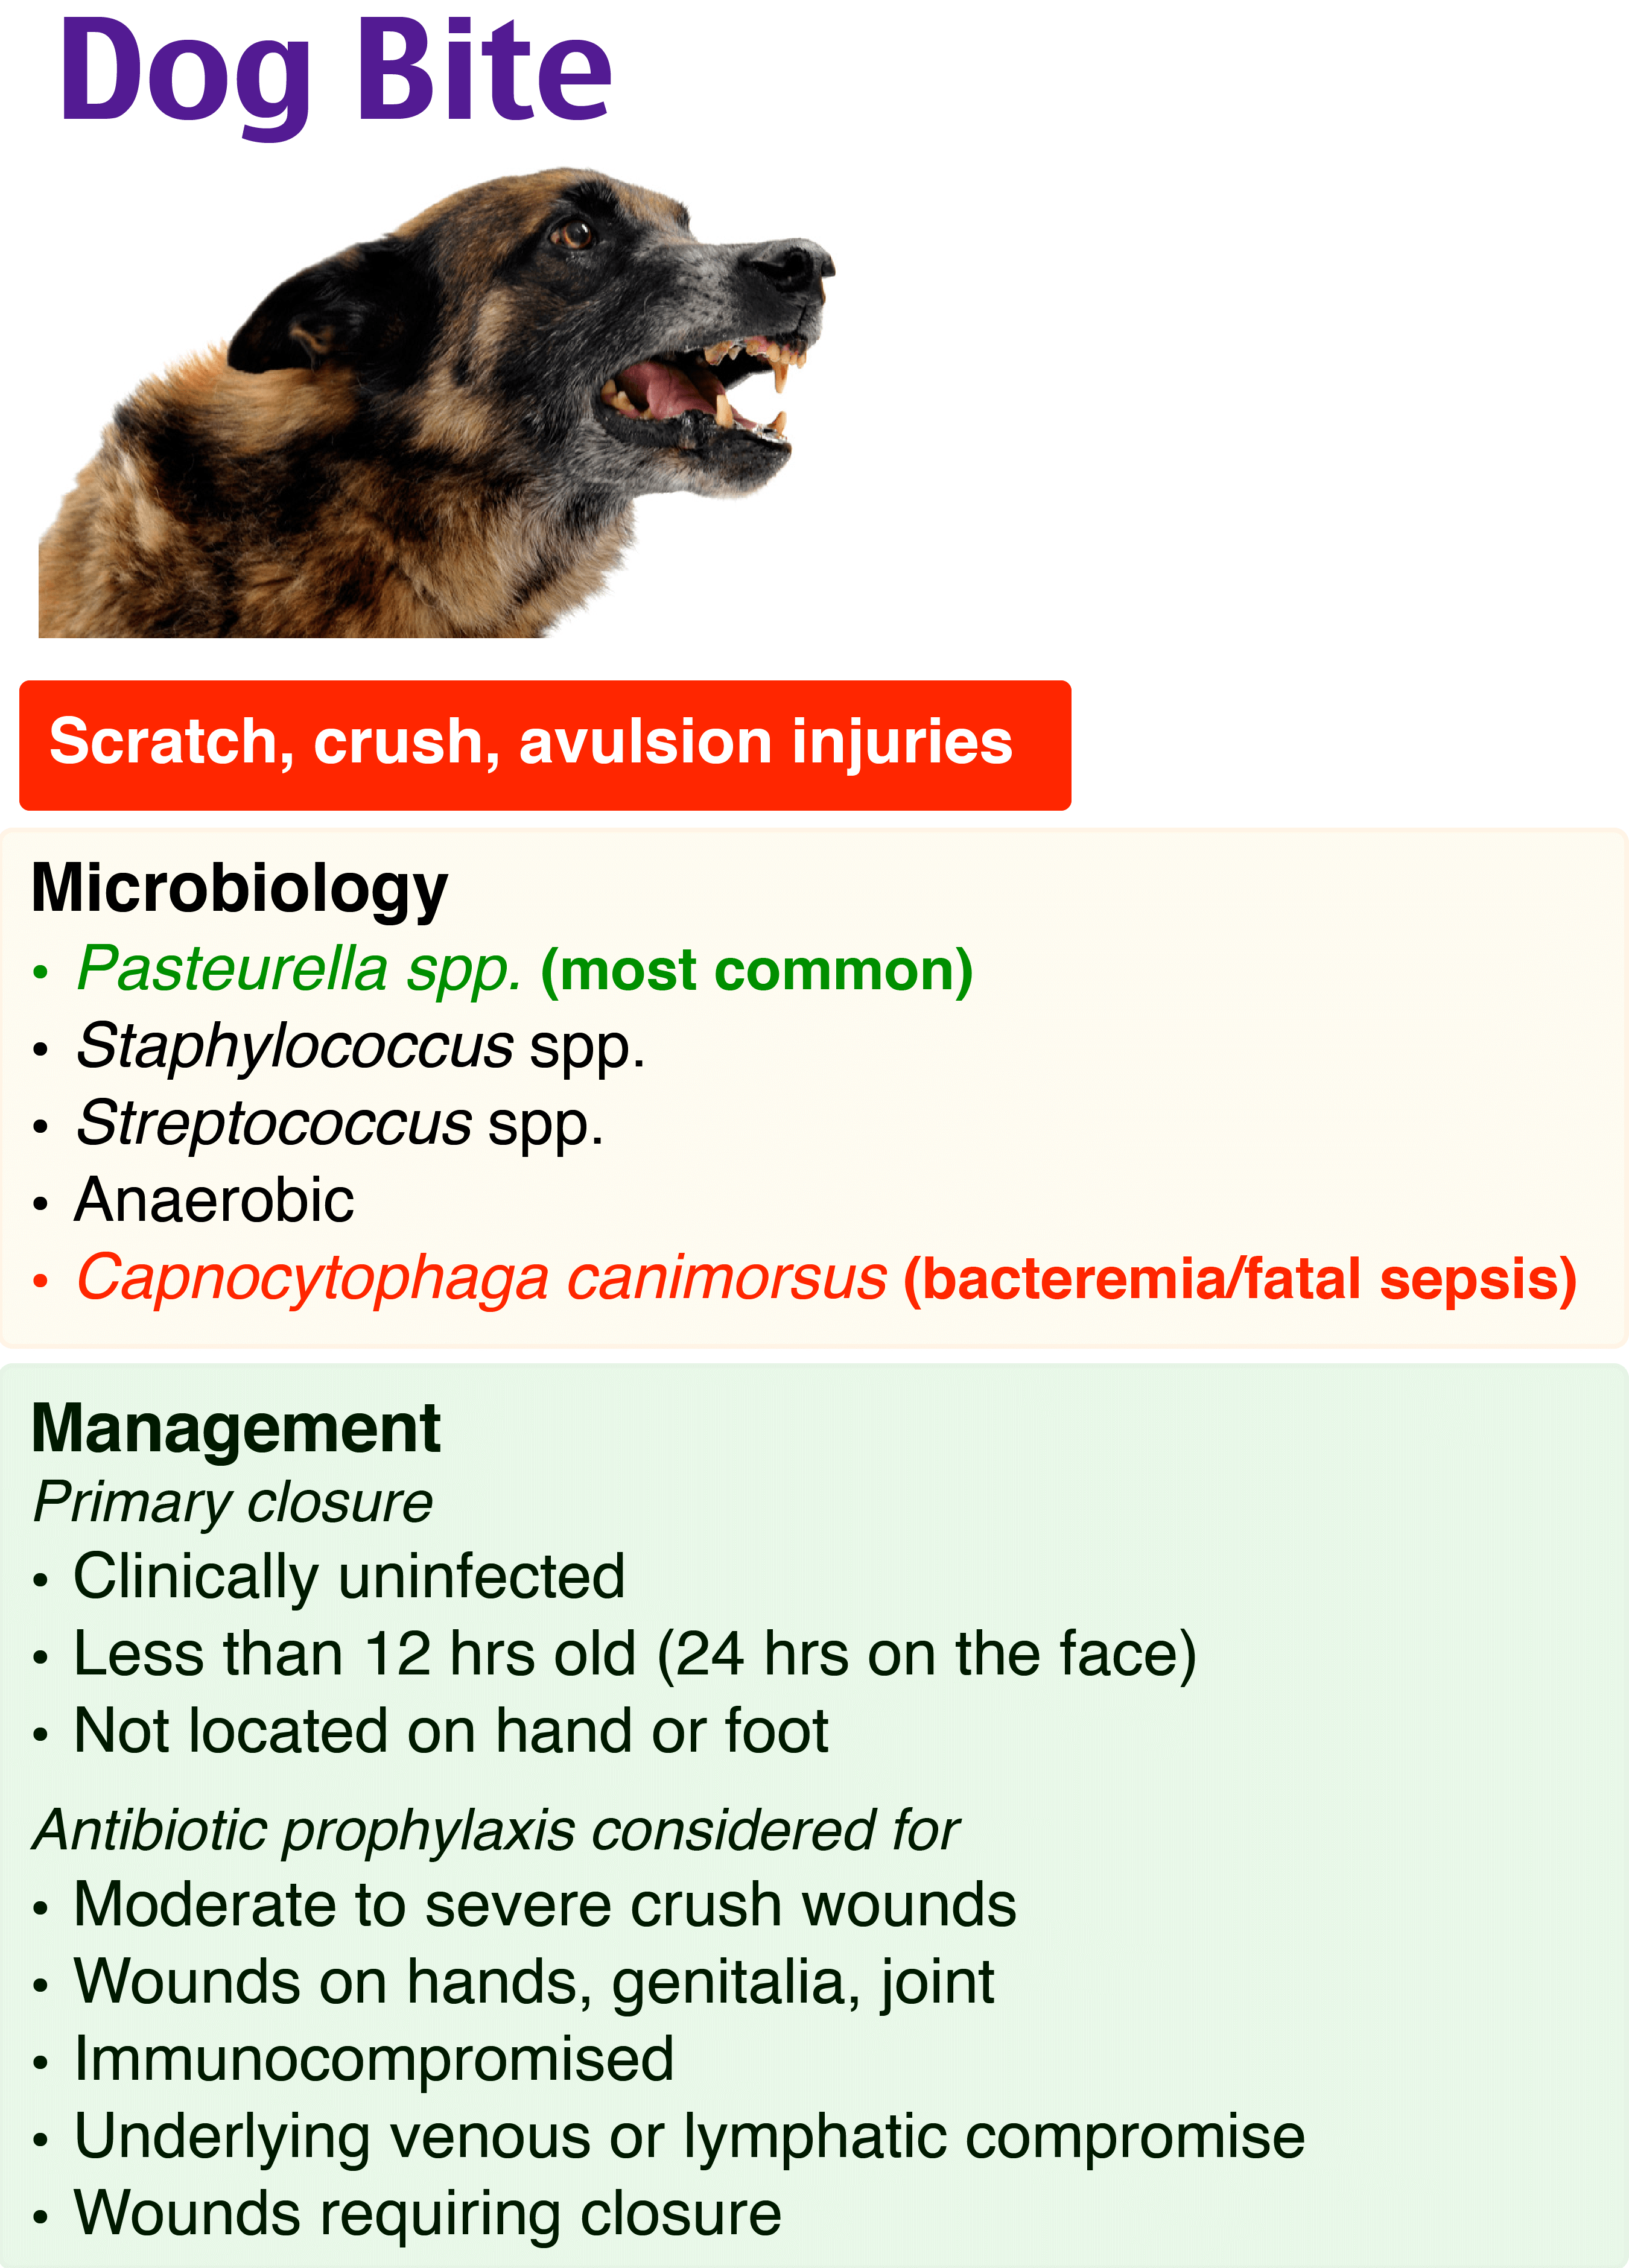 Dog Bite
Scratch, crush, avulsion injuries
Microbiology
• Pasteurella spp. (most common)
• Staphylococcus spp.
• Streptococcus spp.
• Anaerobic
• Capnocytophaga canimorsus (bacteremia/fatal sepsis)
Management
Primary closure
• Clinically uninfected
• Less than 12 hrs old (24 hrs on the face)
• Not located on hand or foot
Antibiotic prophylaxis considered for
• Moderate to severe crush wounds
• Wounds on hands, genitalia, joint
• Immunocompromised
• Underlying venous or lymphatic compromise
• Wounds requiring closure